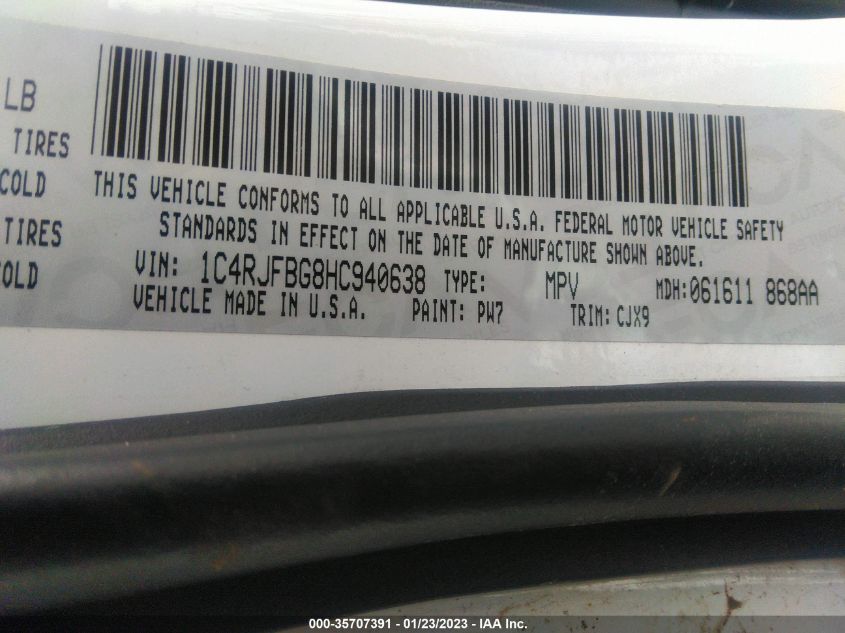 LB
TIRES
COLD
TIRES
COLD
THIS VEHICLE CONFORMS TO ALL APPLICABLE U.S.A. FEDERAL MOTOR VEHICLE SAFETY
STANDARDS IN EFFECT ON THE DATE OF MANUFACTURE SHOWN ABOVE.
VIN: 1C4RJFBG8HC940638 TYPE: MPV MDH:061611 868AA
VEHICLE MADE IN U.S.A. PAINT: PW7 TRIM: CJX9
000-35707391 - 01/23/2023 - IAA Inc.